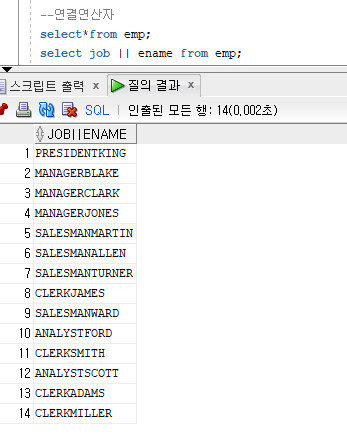 --연결연산자
select*from emp;
select job || ename from emp;
스크립트 출력 x 질의 결과 x
SQL | 인출된 모든 행: 14(0,002초)
JOB||ENAME
1 PRESIDENTKING
2 MANAGERBLAKE
3 MANAGERCLARK
4 MANAGERJONES
5 SALESMANMARTIN
6 SALESMANALLEN
7 SALESMANTURNER
8 CLERKJAMES
9 SALESMANWARD
10 ANALYSTFORD
11 CLERKSMITH
12 ANALYSTSCOTT
13 CLERKADAMS
14 CLERKMILLER